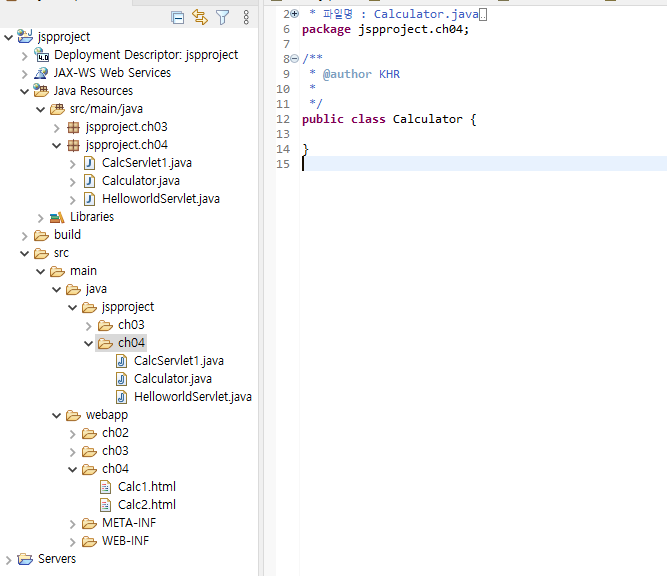 jspproject
Deployment Descriptor: jspproject
JAX-WS Web Services
Java Resources
src/main/java
jspproject.ch03
jspproject.ch04
CalcServlet1.java
Calculator.java
HelloworldServlet.java
Libraries
build
src
main
java
jspproject
ch03
ch04
CalcServlet1.java
Calculator.java
HelloworldServlet.java
webapp
ch02
ch03
ch04
Calc1.html
Calc2.html
META-INF
WEB-INF
Servers
2 * 파일명 : Calculator.java
6 package jspproject.ch04;
7
8 /**
9 * @author KHR
10 *
11 */
12 public class Calculator {
13
14 }
15